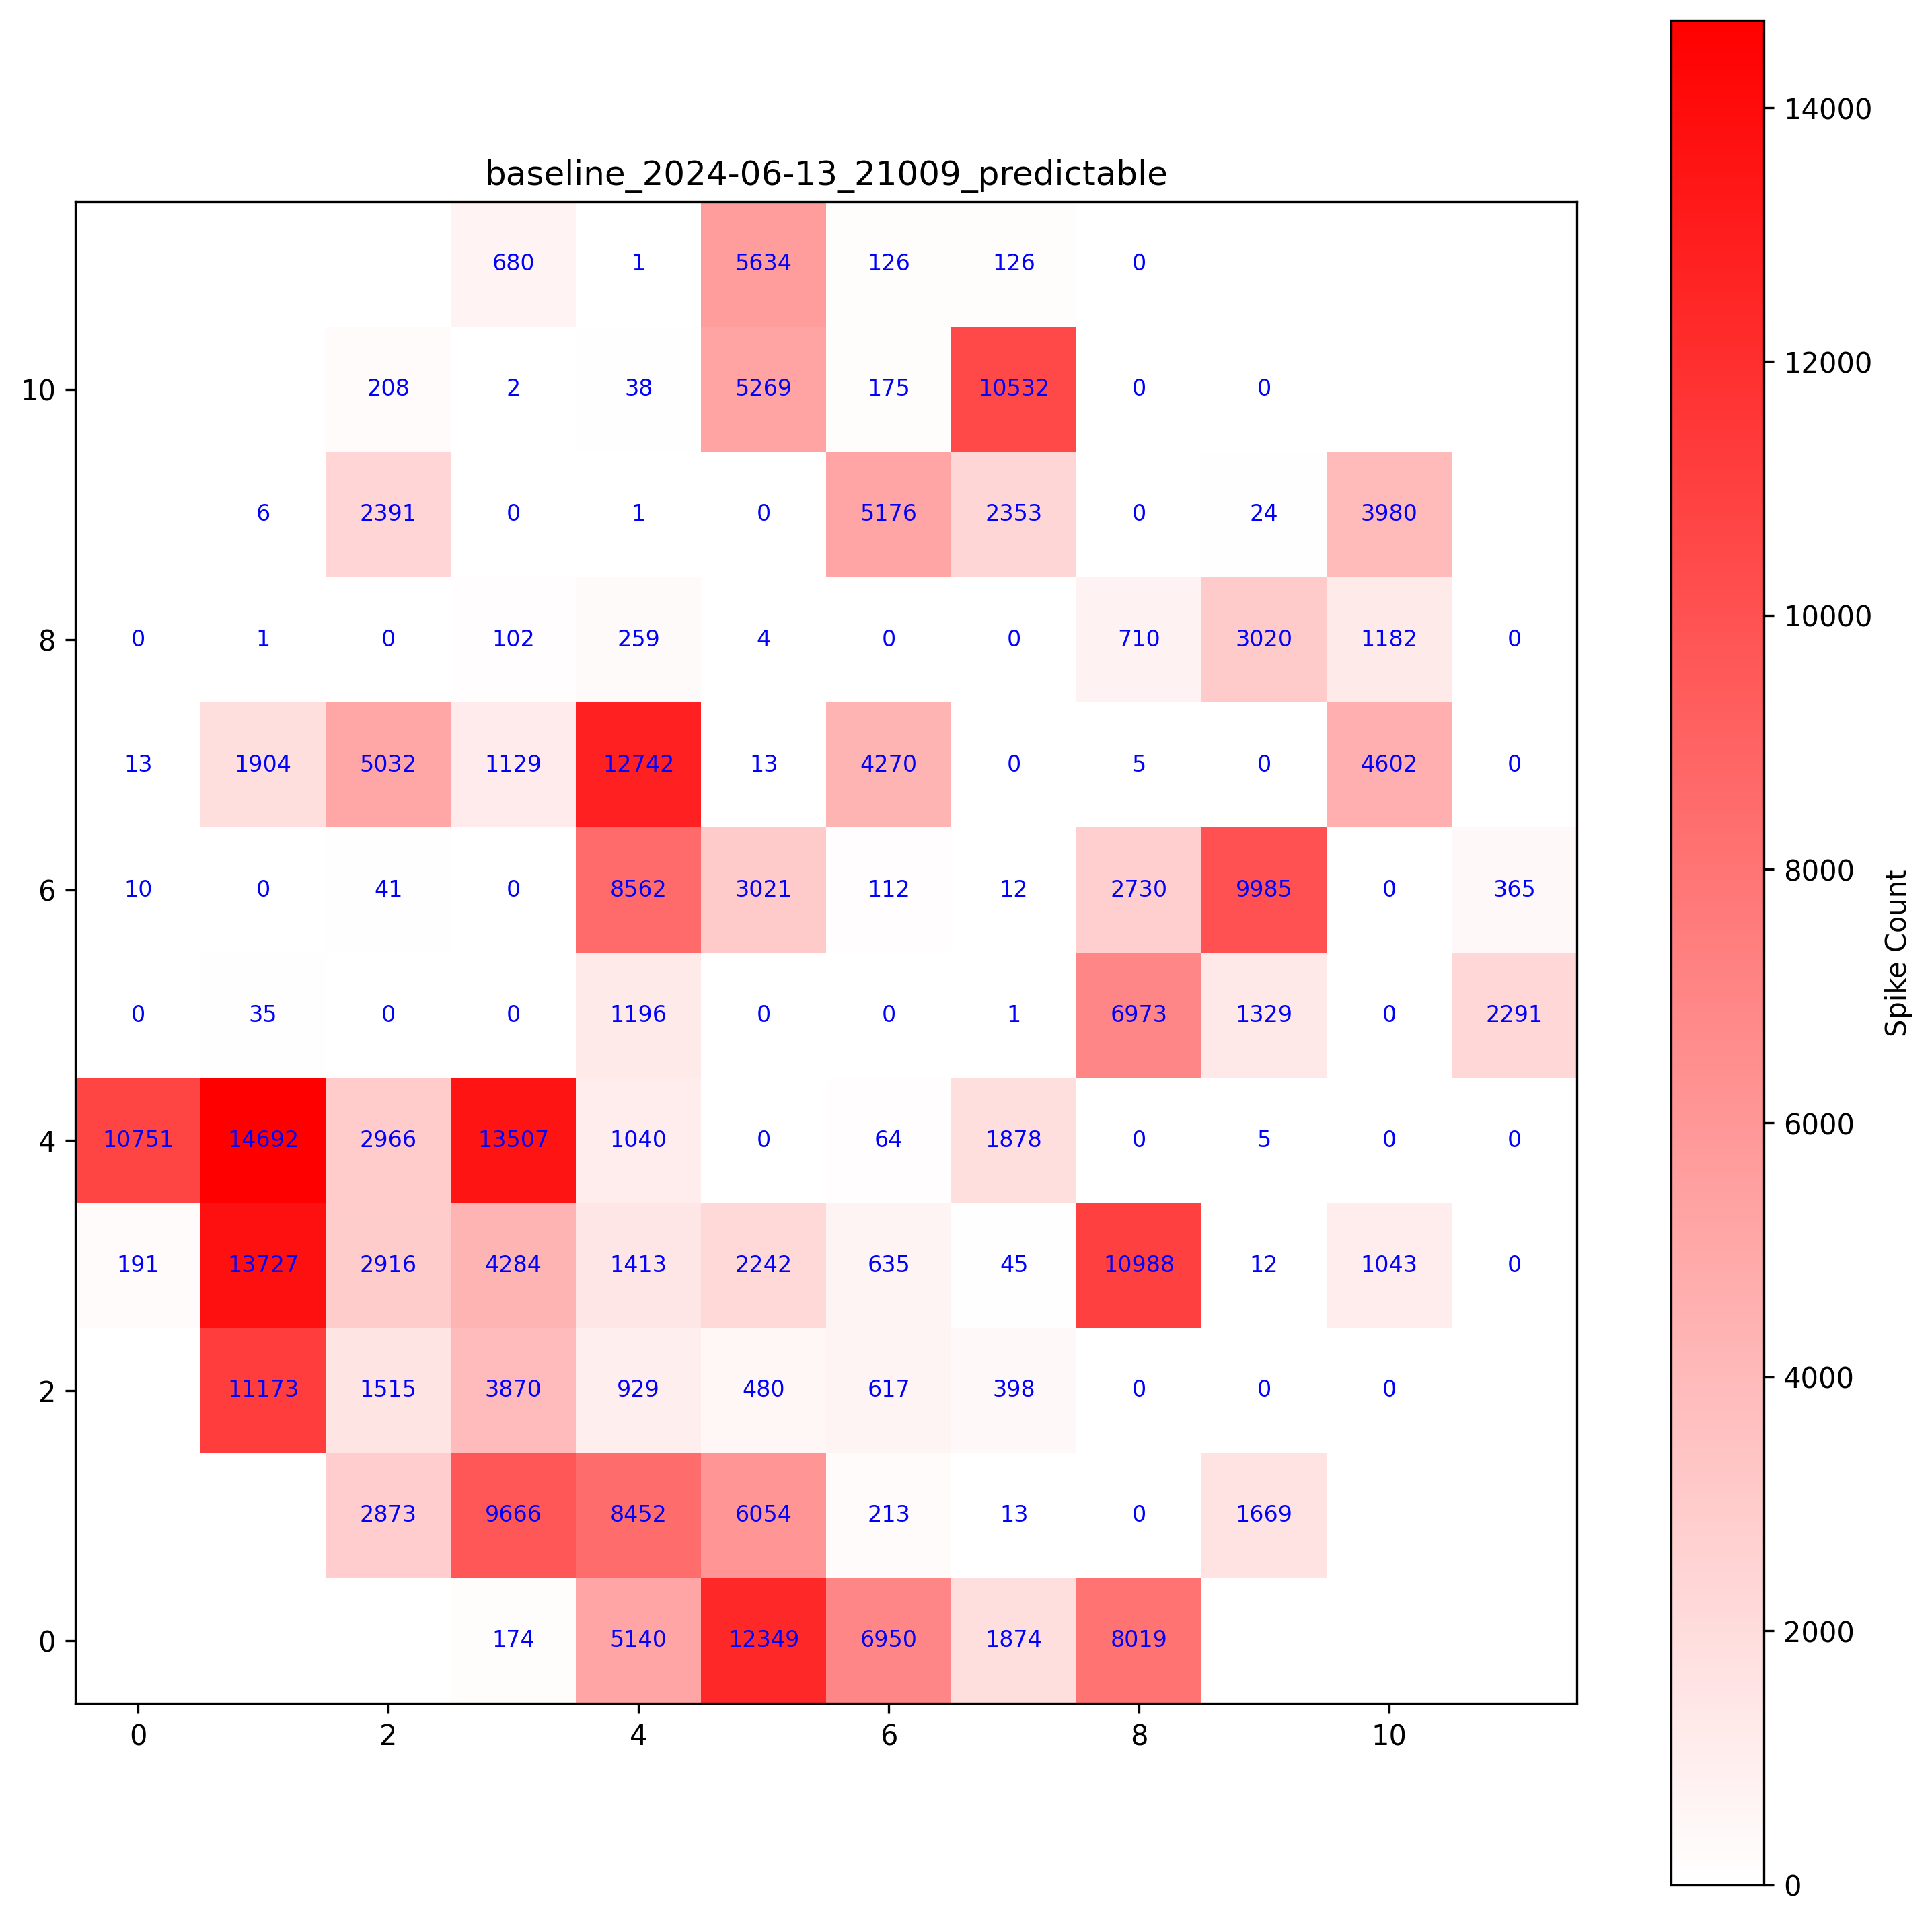 baseline_2024-06-13_21009_predictable
680 1 5634 126 126 0
10 208 2 38 5269 175 10532 0 0
6 2391 0 1 0 5176 2353 0 24 3980
8 0 1 0 102 259 4 0 0 710 3020 1182 0
13 1904 5032 1129 12742 13 4270 0 5 0 4602 0
6 10 0 41 0 8562 3021 112 12 2730 9985 0 365
0 35 0 0 1196 0 0 1 6973 1329 0 2291
4 10751 14692 2966 13507 1040 0 64 1878 0 5 0 0
191 13727 2916 4284 1413 2242 635 45 10988 12 1043 0
2 11173 1515 3870 929 480 617 398 0 0 0
2873 9666 8452 6054 213 13 0 1669
0 174 5140 12349 6950 1874 8019
0 2 4 6 8 10
14000
12000
10000
8000
6000
4000
2000
0
Spike Count